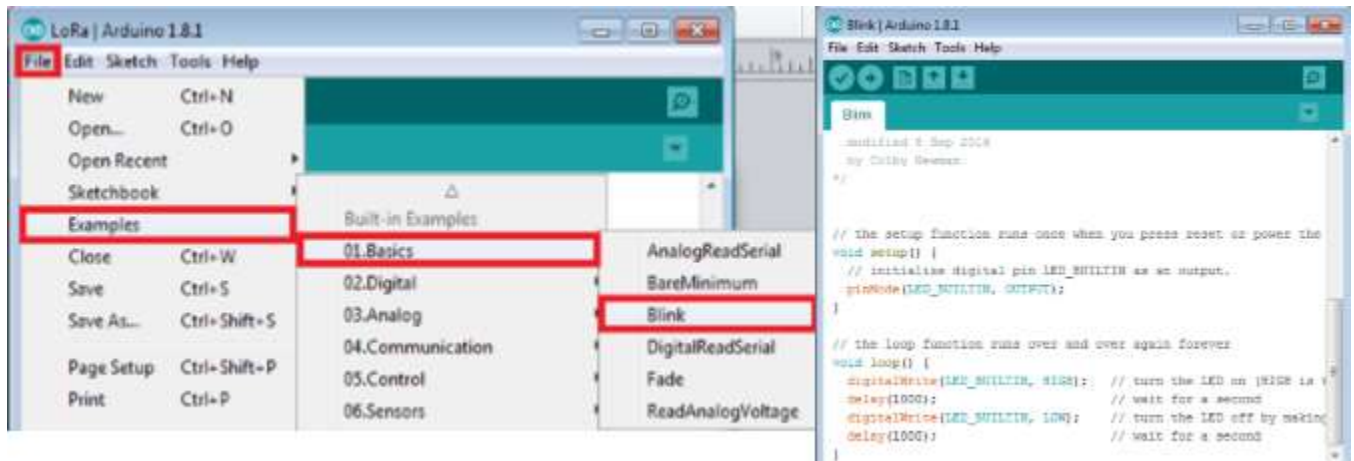 LoRa | Arduino 1.8.1
File Edit Sketch Tools Help
New Ctrl+N
Open... Ctrl+O
Open Recent
Sketchbook
Examples
Close Ctrl+W
Save Ctrl+S
Save As... Ctrl+Shift+S
Page Setup Ctrl+Shift+P
Print Ctrl+P
Built-in Examples
01.Basics
02.Digital
03.Analog
04.Communication
05.Control
06.Sensors
AnalogReadSerial
BareMinimum
Blink
DigitalReadSerial
Fade
ReadAnalogVoltage
Blink | Arduino 1.8.1
File Edit Sketch Tools Help
modified 8 Sep 2016
by Colby Newman
*/
// the setup function runs once when you press reset or power the
void setup() {
// initialize digital pin LED_BUILTIN as an output.
pinMode(LED_BUILTIN, OUTPUT);
}
// the loop function runs over and over again forever
void loop() {
digitalWrite(LED_BUILTIN, HIGH); // turn the LED on (HIGH is
delay(1000); // wait for a second
digitalWrite(LED_BUILTIN, LOW); // turn the LED off by making
delay(1000); // wait for a second
}